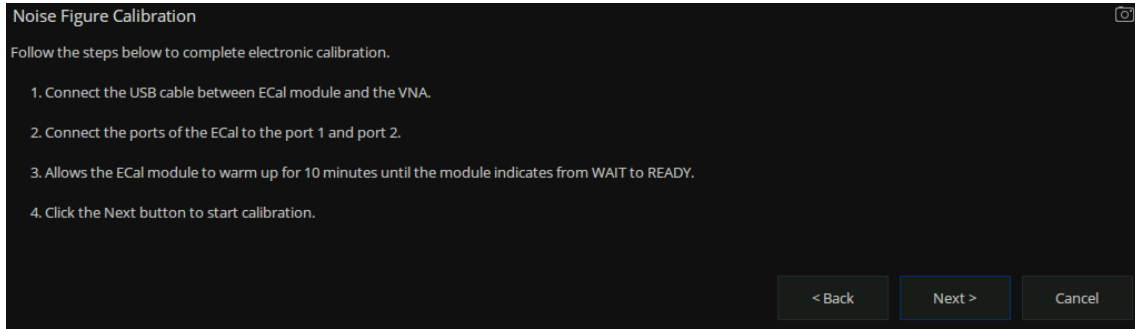 Noise Figure Calibration
Follow the steps below to complete electronic calibration.
1. Connect the USB cable between ECal module and the VNA.
2. Connect the ports of the ECal to the port 1 and port 2.
3. Allows the ECal module to warm up for 10 minutes until the module indicates from WAIT to READY.
4. Click the Next button to start calibration.
< Back Next > Cancel